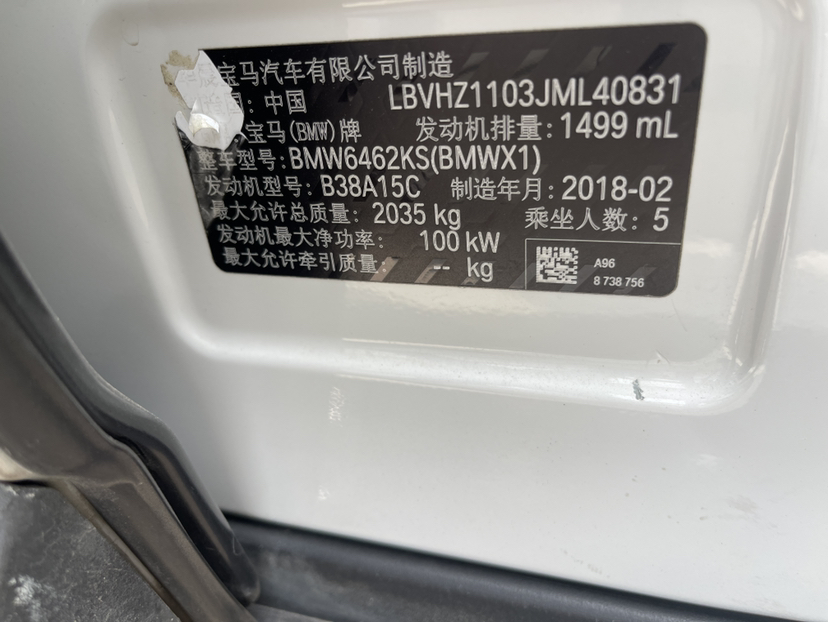 宝马汽车有限公司制造
国: 中国 LBVHZ1103JML40831
宝马(BMW)牌 发动机排量: 1499 mL
整车型号: BMW6462KS(BMWX1)
发动机型号: B38A15C 制造年月: 2018-02
最大允许总质量: 2035 kg 乘坐人数: 5
发动机最大净功率: 100 kW
最大允许牵引质量: -- kg
A96
8 738 756